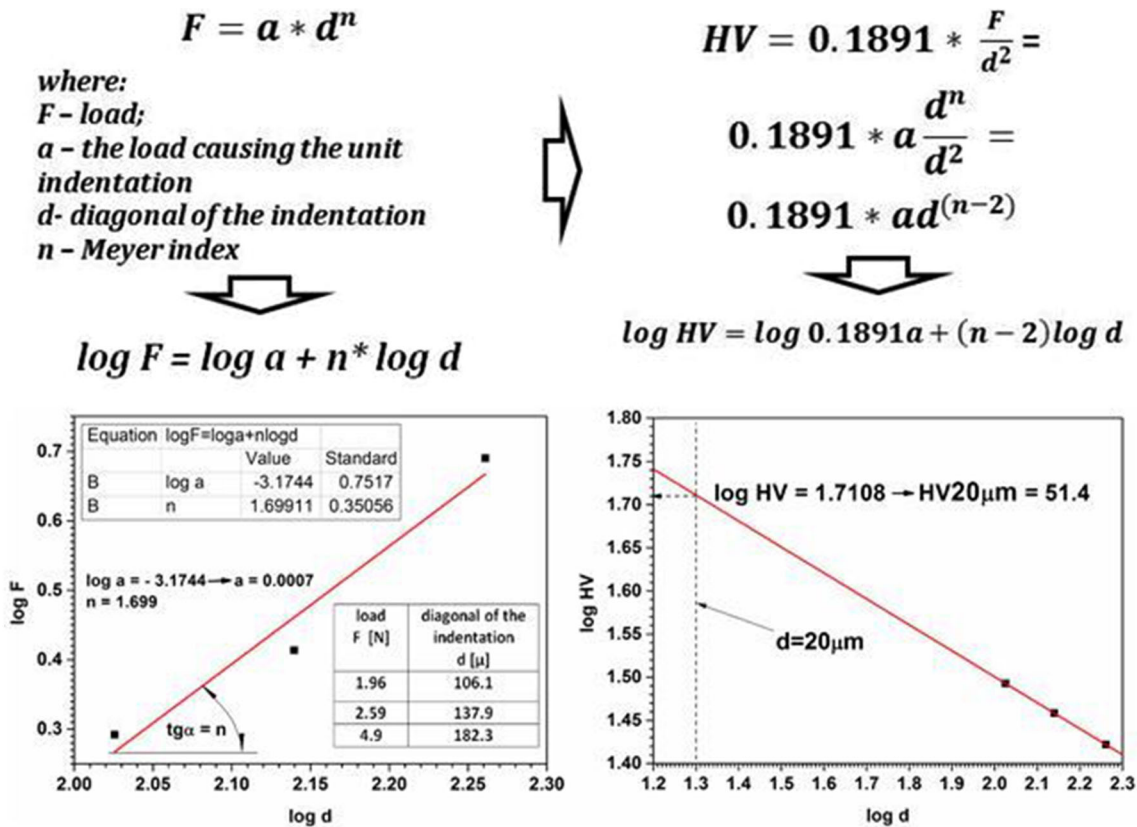 F = a * dⁿ
where:
F – load;
a – the load causing the unit
indentation
d- diagonal of the indentation
n – Meyer index
HV = 0.1891 * F/d² =
0.1891 * a dⁿ/d² =
0.1891 * ad⁽ⁿ⁻²⁾
log F = log a + n* log d
log HV = log 0.1891a + (n − 2)log d
Equation logF=loga+nlogd
Value Standard
B log a -3.1744 0.7517
B n 1.69911 0.35056
log a = - 3.1744 → a = 0.0007
n = 1.699
load diagonal of the
F [N] indentation
d [µ]
1.96 106.1
2.59 137.9
4.9 182.3
tgα = n
0.7
0.6
0.5
0.4
0.3
log F
2.00 2.05 2.10 2.15 2.20 2.25 2.30
log d
1.80
1.75
1.70
1.65
1.60
1.55
1.50
1.45
1.40
log HV
log HV = 1.7108 → HV20µm = 51.4
d=20µm
1.2 1.3 1.4 1.5 1.6 1.7 1.8 1.9 2.0 2.1 2.2 2.3
log d